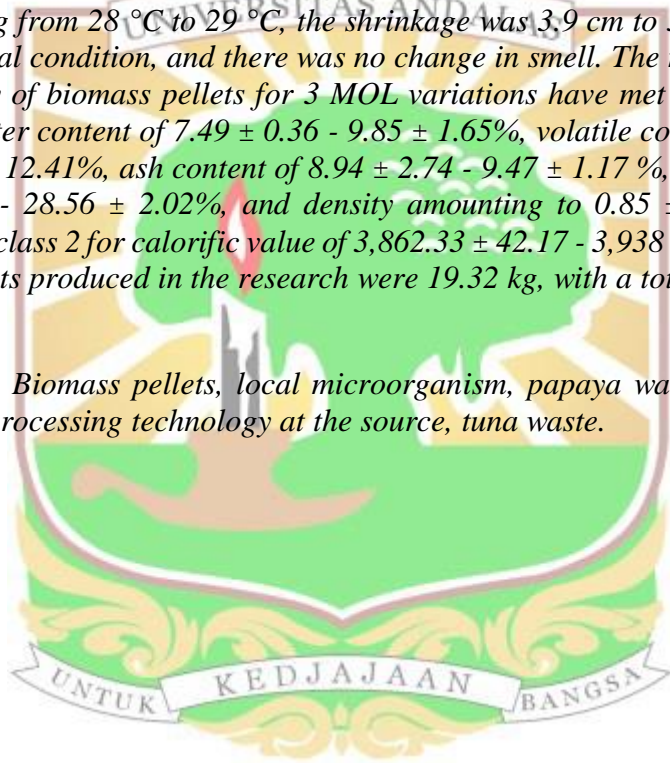 g from 28 °C to 29 °C, the shrinkage was 3.9 cm to
UNIVERSITAS ANDALAS
al condition, and there was no change in smell. The
of biomass pellets for 3 MOL variations have met
ter content of 7.49 ± 0.36 - 9.85 ± 1.65%, volatile co
12.41%, ash content of 8.94 ± 2.74 - 9.47 ± 1.17 %,
- 28.56 ± 2.02%, and density amounting to 0.85 ±
class 2 for calorific value of 3,862.33 ± 42.17 - 3,938
ts produced in the research were 19.32 kg, with a tot
Biomass pellets, local microorganism, papaya wa
rocessing technology at the source, tuna waste.
UNTUK KEDJAJAAN BANGSA